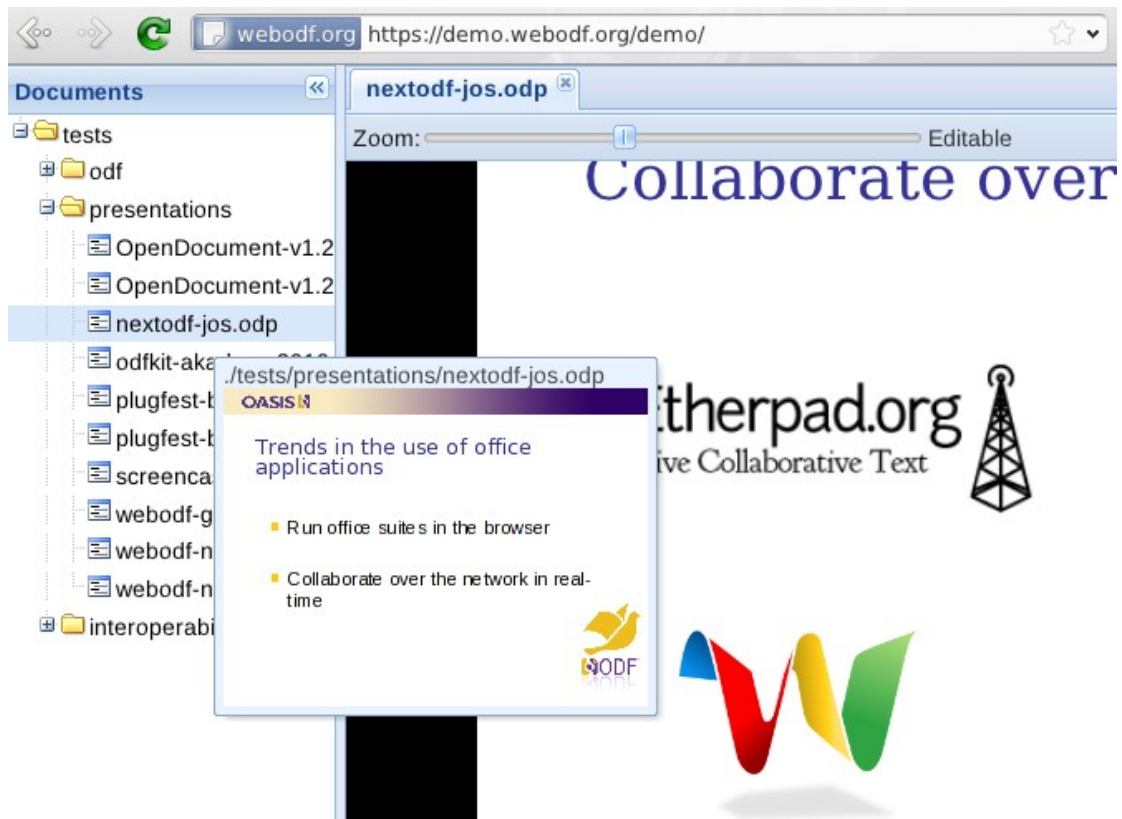 webodf.org https://demo.webodf.org/demo/
Documents
nextodf-jos.odp
tests
Zoom:
Editable
odf
presentations
OpenDocument-v1.2
OpenDocument-v1.2
nextodf-jos.odp
odfkit-aka
plugfest-b
plugfest-b
screenca
webodf-g
webodf-n
webodf-n
interoperabi
./tests/presentations/nextodf-jos.odp
OASIS
Trends in the use of office
applications
Run office suites in the browser
Collaborate over the network in real-
time
ODF
Collaborate over
therpad.org
ive Collaborative Text